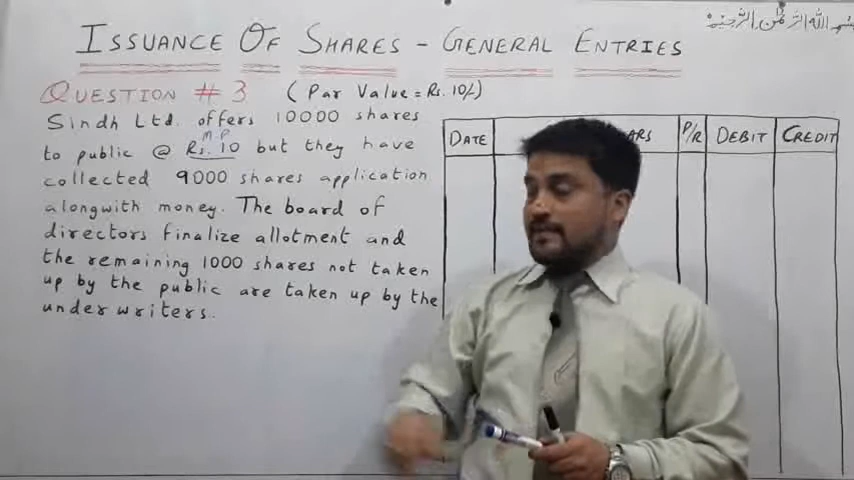 بسم الله الرحمن الرحيم
ISSUANCE OF SHARES - GENERAL ENTRIES
QUESTION # 3 (Par Value = Rs. 10/-)
Sindh Ltd. offers 10000 shares
M.P
to public @ Rs. 10 but they have
collected 9000 shares application
alongwith money. The board of
directors finalize allotment and
the remaining 1000 shares not taken
up by the public are taken up by the
underwriters.
DATE P/R DEBIT CREDIT